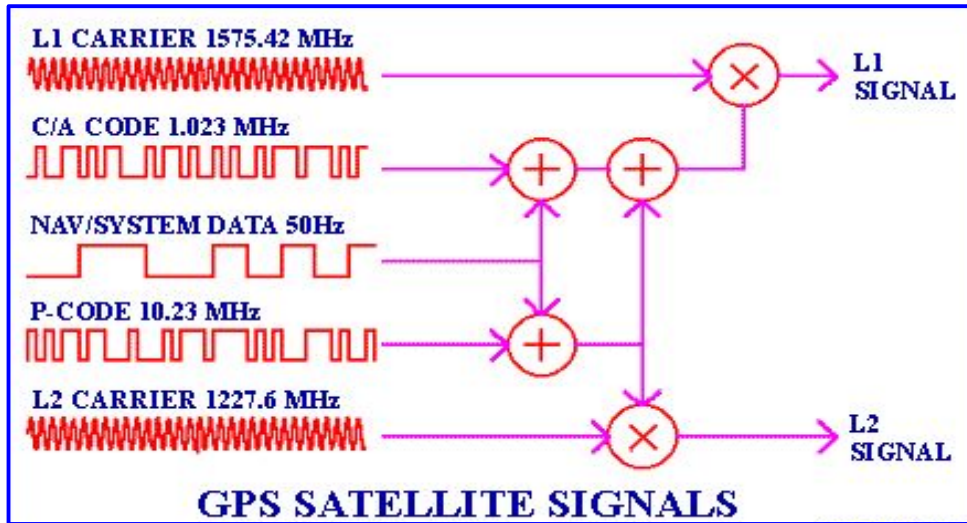 L1 CARRIER 1575.42 MHz
L1
SIGNAL
C/A CODE 1.023 MHz
NAV/SYSTEM DATA 50Hz
P-CODE 10.23 MHz
L2 CARRIER 1227.6 MHz
L2
SIGNAL
GPS SATELLITE SIGNALS